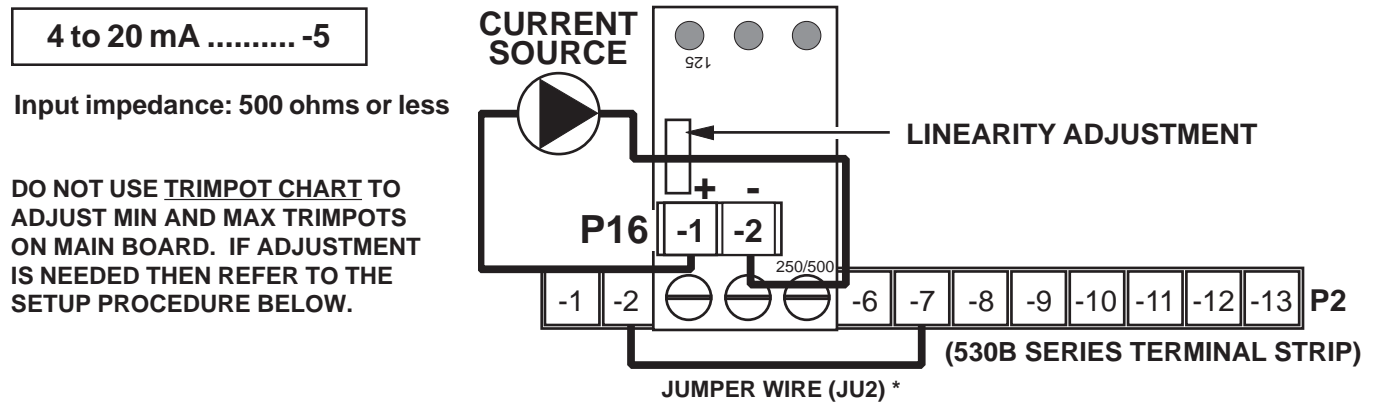 4 to 20 mA .......... -5
Input impedance: 500 ohms or less
DO NOT USE TRIMPOT CHART TO
ADJUST MIN AND MAX TRIMPOTS
ON MAIN BOARD. IF ADJUSTMENT
IS NEEDED THEN REFER TO THE
SETUP PROCEDURE BELOW.
CURRENT
SOURCE
125
LINEARITY ADJUSTMENT
+ -
P16 -1 -2
250/500
-1 -2 -6 -7 -8 -9 -10 -11 -12 -13 P2
(530B SERIES TERMINAL STRIP)
JUMPER WIRE (JU2) *